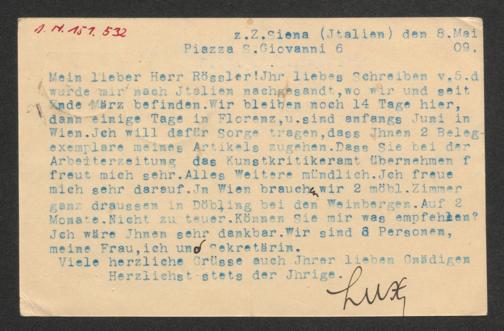 I.N.151.532
z.Z.Siena (Jtalien) den 8.Mai
Piazza S.Giovanni 6 09.
Mein lieber Herr Rössler!Jhr liebes Schreiben v.5.d
wurde mir nach Jtalien nachgesandt,wo wir und seit
Ende März befinden.Wir bleiben noch 14 Tage hier,
dann einige Tage in Florenz,u.sind anfangs Juni in
Wien.Jch will dafür Sorge tragen,dass Jhnen 2 Beleg-
exemplare meines Artikels zugehen.Dass Sie bei der
Arbeiterzeitung das Kunstkritikeramt übernehmen f
freut mich sehr.Alles Weitere mündlich.Jch freue
mich sehr darauf.Jn Wien brauchen wir 2 möbl.Zimmer
ganz draussen in Döbling bei den Weinbergen.Auf 2
Monate.Nicht zu teuer.Können Sie mir was empfehlen?
Jch wäre Jhnen sehr dankbar.Wir sind 3 Personen,
meine Frau,ich und Sekretärin.
Viele herzliche Grüsse auch Jhrer lieben Gnädigen
Herzlichst stets der Jhrige.
Lux